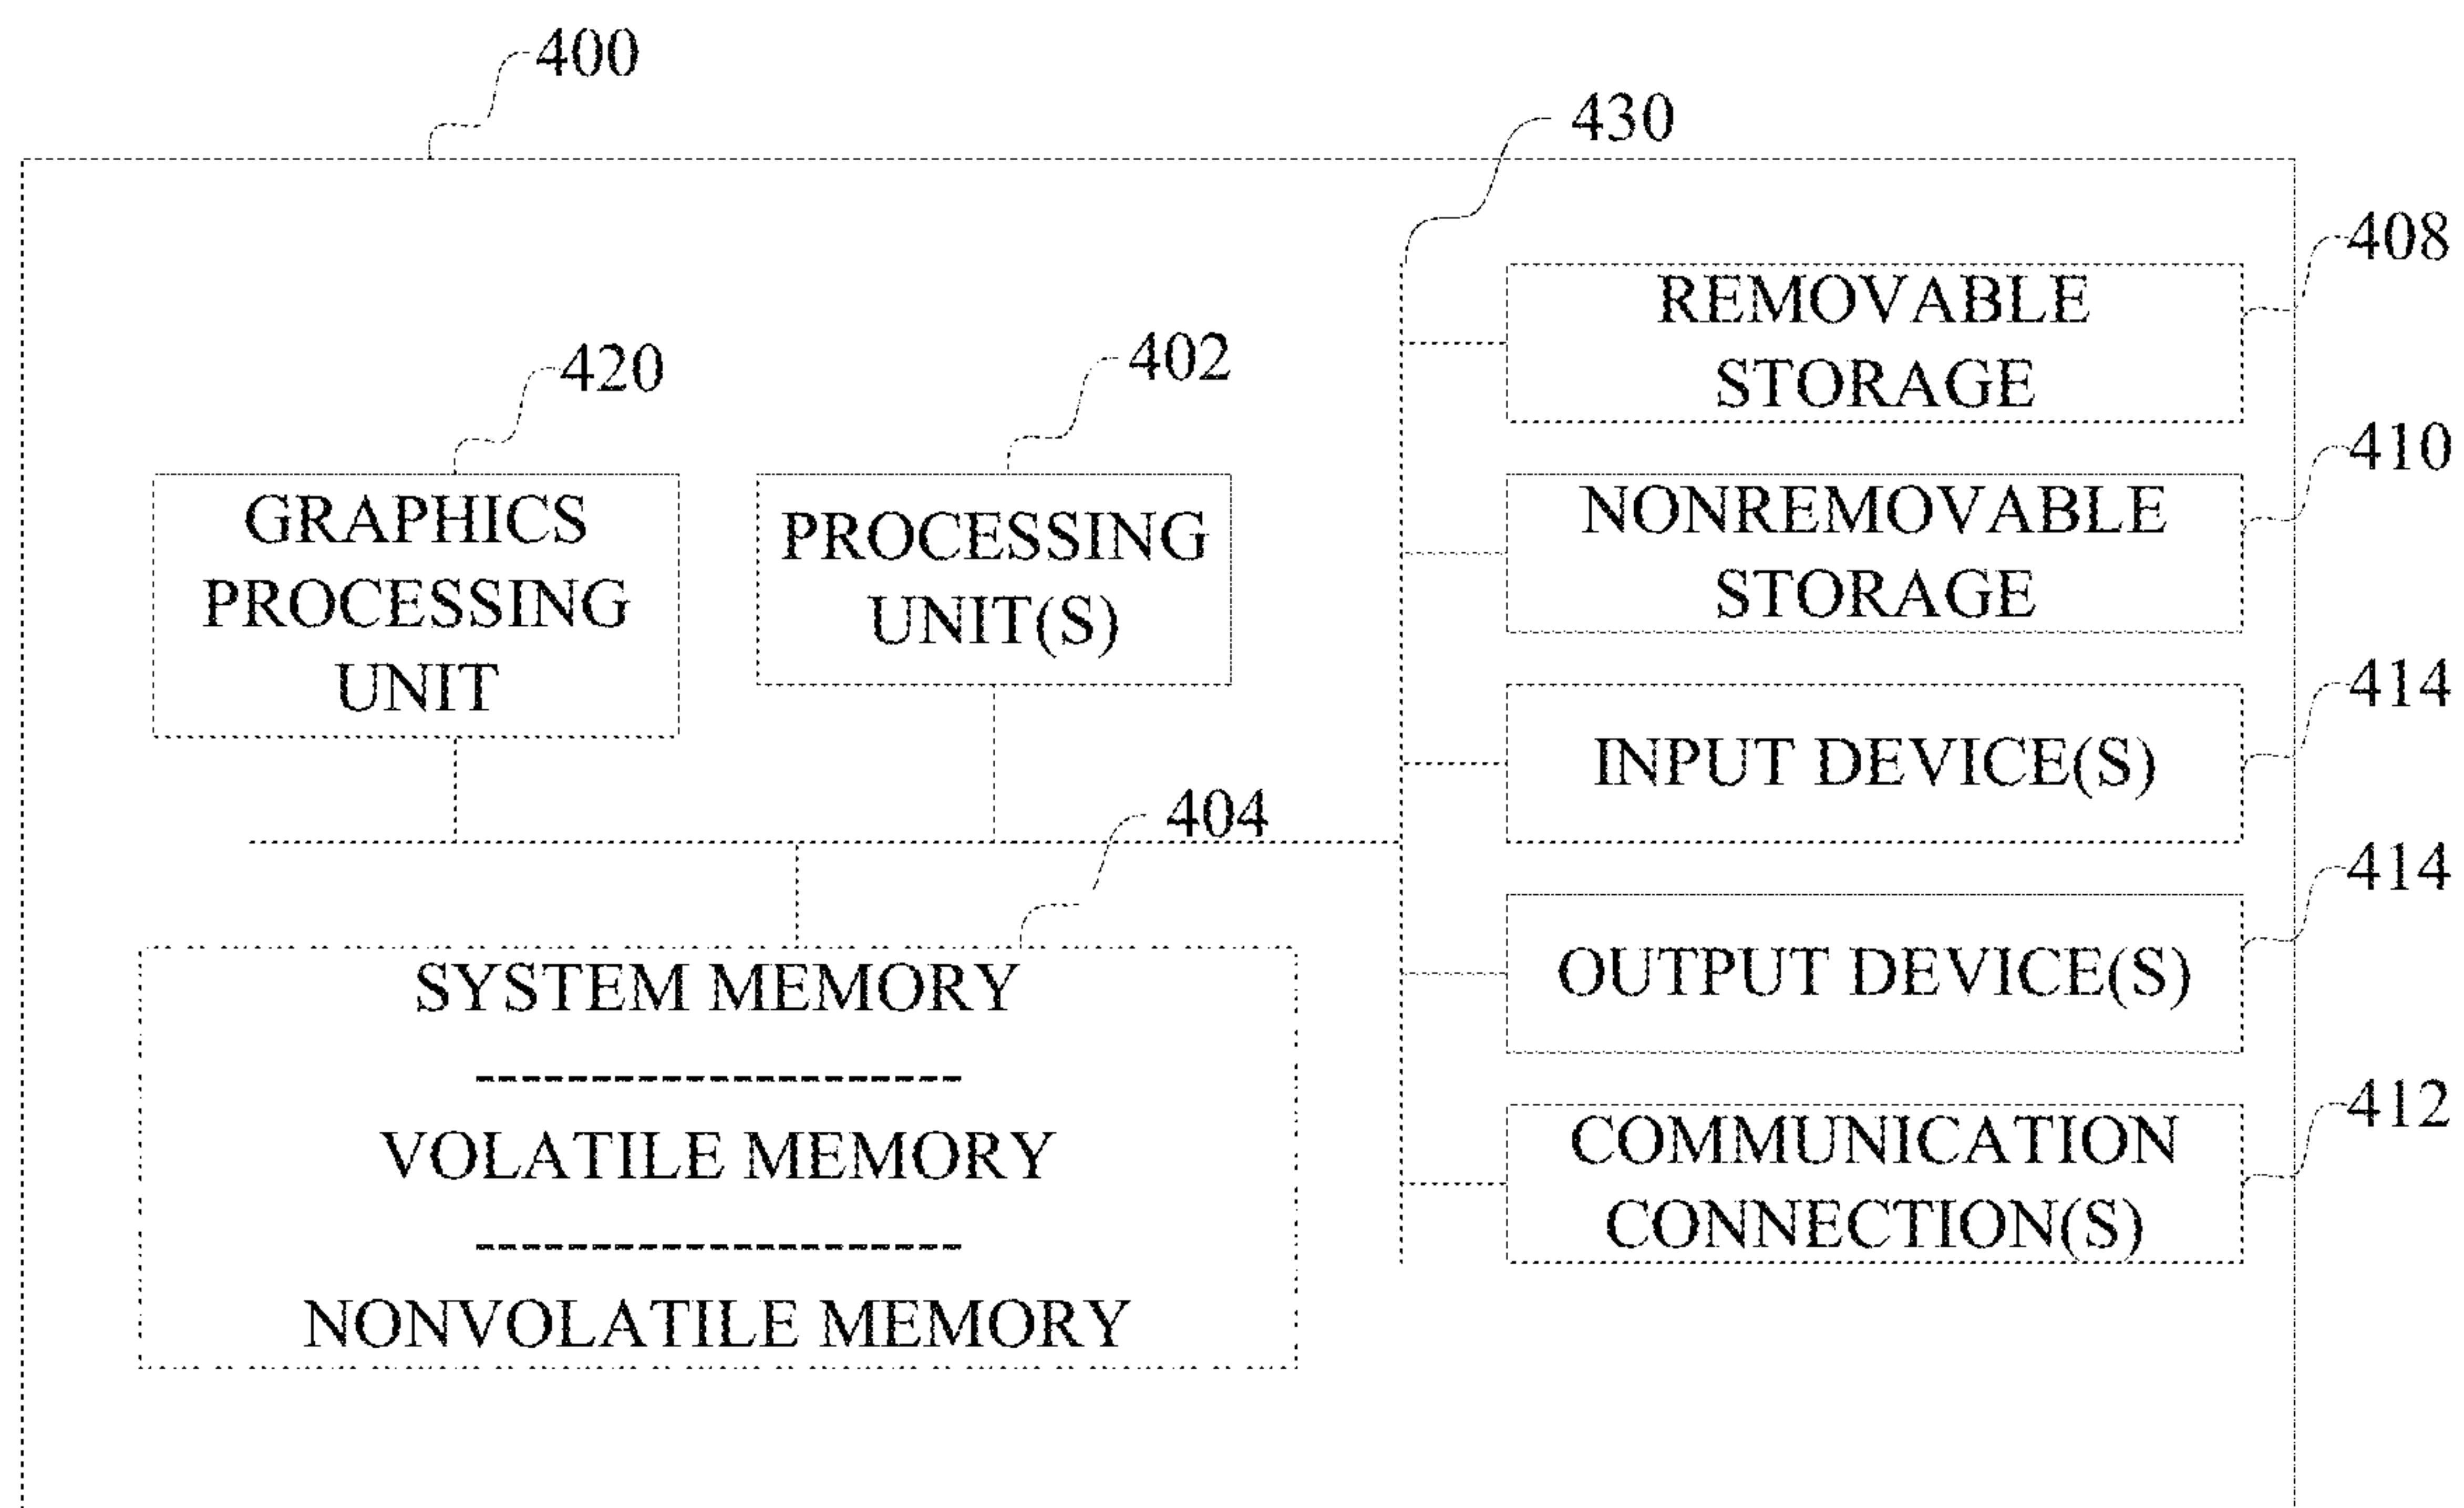 400
430
408
REMOVABLE
STORAGE
420
402
410
GRAPHICS
PROCESSING
UNIT
PROCESSING
UNIT(S)
NONREMOVABLE
STORAGE
414
INPUT DEVICE(S)
404
414
OUTPUT DEVICE(S)
SYSTEM MEMORY
--------------------
VOLATILE MEMORY
--------------------
NONVOLATILE MEMORY
412
COMMUNICATION
CONNECTION(S)